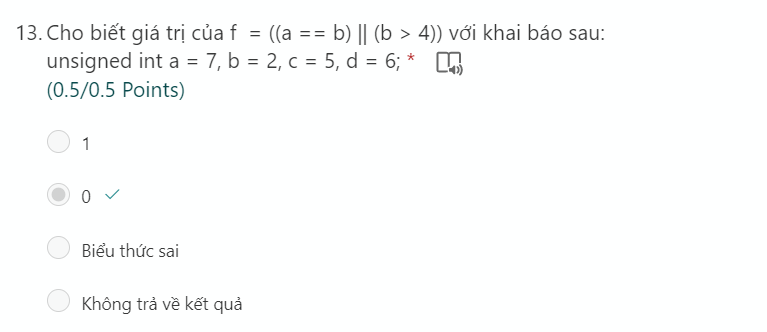 13. Cho biết giá trị của f = ((a == b) || (b > 4)) với khai báo sau:
unsigned int a = 7, b = 2, c = 5, d = 6; *
(0.5/0.5 Points)
1
0
Biểu thức sai
Không trả về kết quả